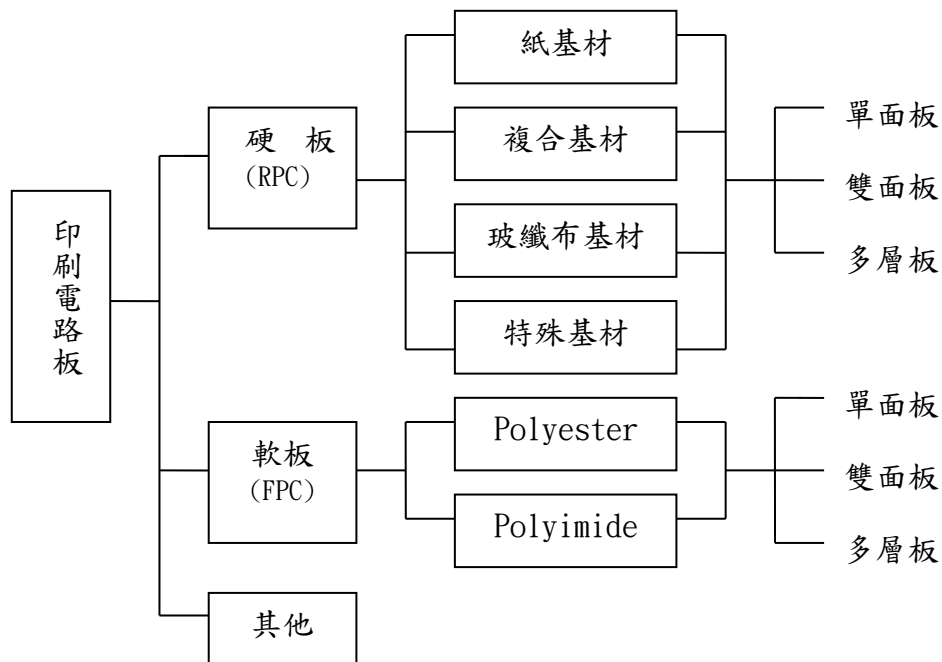 印刷電路板
硬 板
(RPC)
紙基材
複合基材
玻纖布基材
特殊基材
單面板
雙面板
多層板
軟板
(FPC)
Polyester
Polyimide
單面板
雙面板
多層板
其他